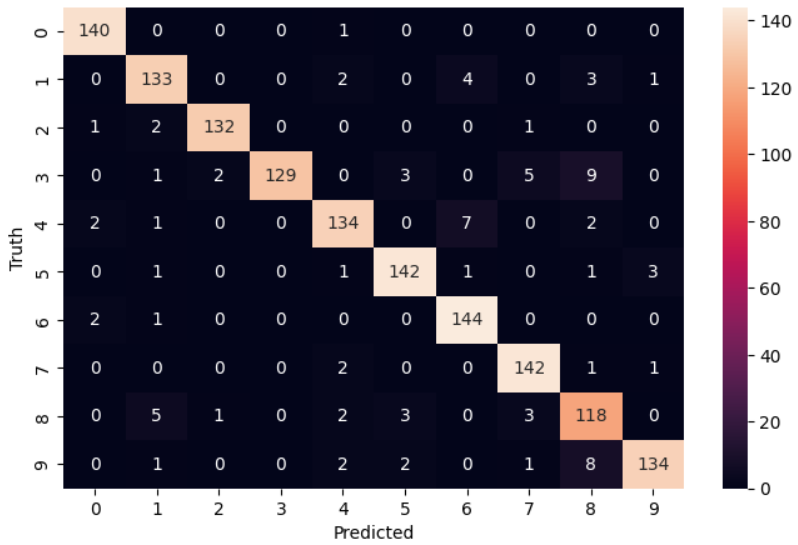 0 140 0 0 0 1 0 0 0 0 0
1 0 133 0 0 2 0 4 0 3 1
2 1 2 132 0 0 0 0 1 0 0
3 0 1 2 129 0 3 0 5 9 0
4 2 1 0 0 134 0 7 0 2 0
5 0 1 0 0 1 142 1 0 1 3
6 2 1 0 0 0 0 144 0 0 0
7 0 0 0 0 2 0 0 142 1 1
8 0 5 1 0 2 3 0 3 118 0
9 0 1 0 0 2 2 0 1 8 134
0 1 2 3 4 5 6 7 8 9
Predicted
Truth
140
120
100
80
60
40
20
0